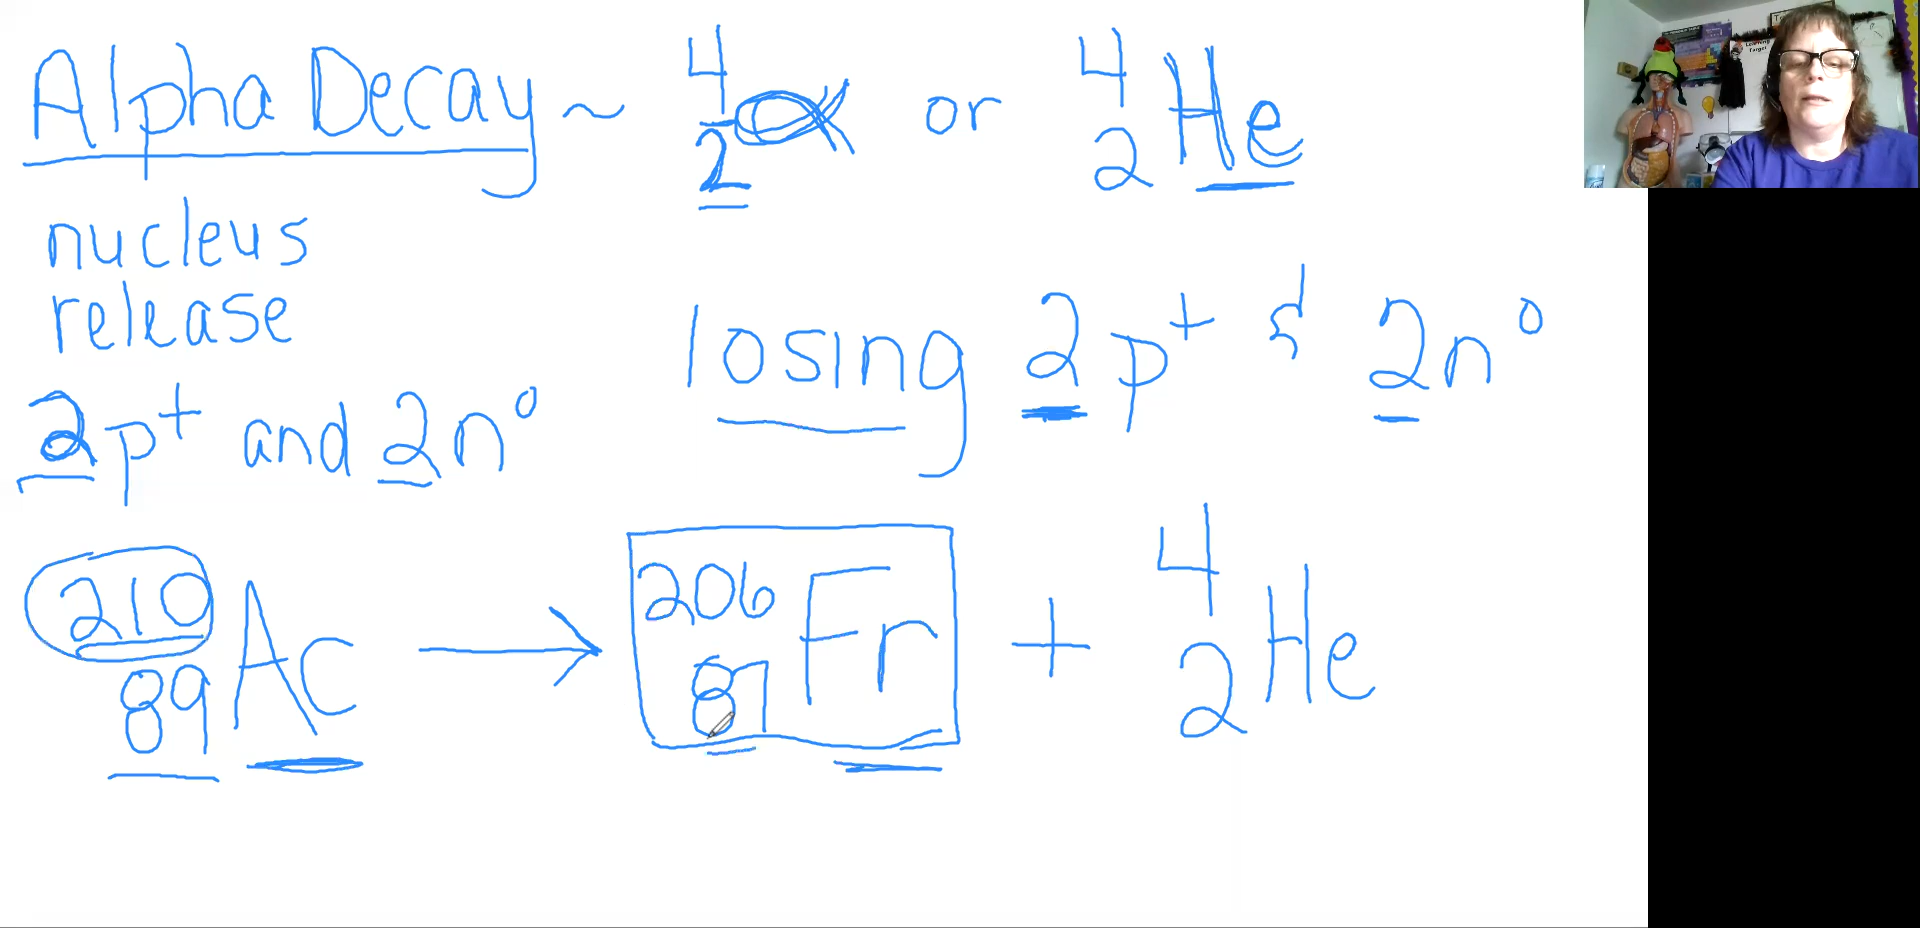 Alpha Decay ~ 4 2 α or 4 2 He
nucleus
release
2p+ and 2n0
losing 2p+ & 2n0
210 89 Ac → 206 87 Fr + 4 2 He